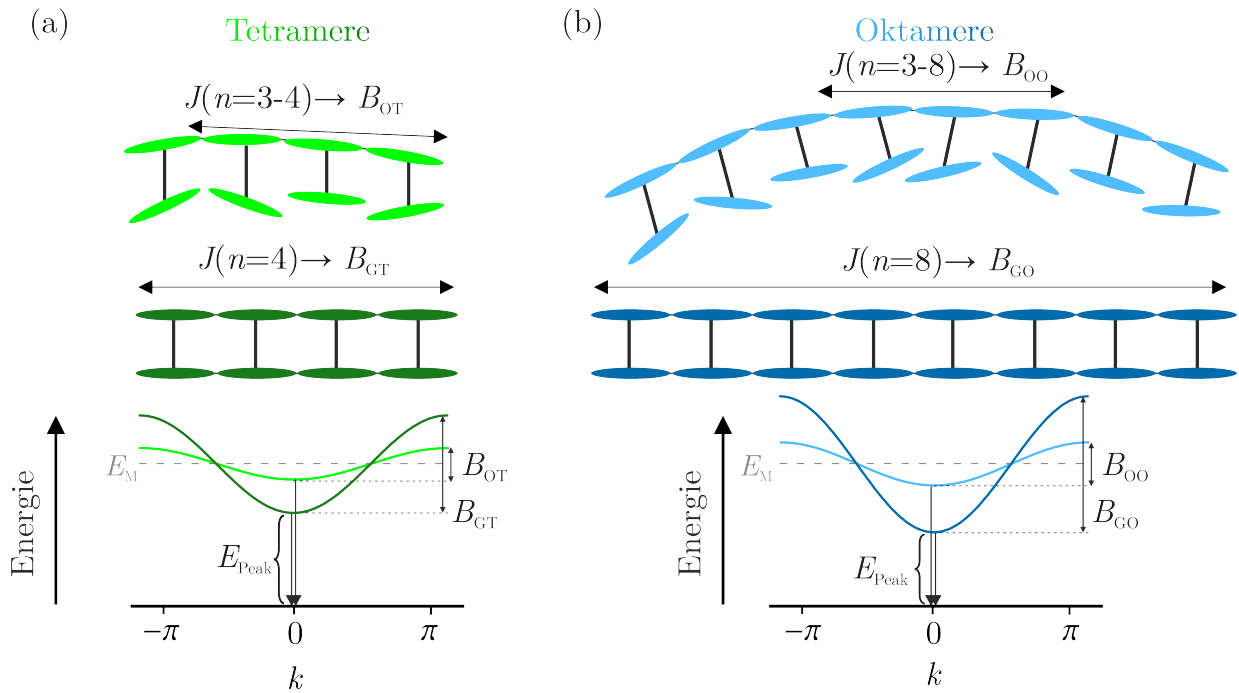 (a)
Tetramere
J(n=3-4)→ B_OT
J(n=4)→ B_GT
Energie
E_M
B_OT
B_GT
E_Peak
−π 0 π
k
(b)
Oktamere
J(n=3-8)→ B_OO
J(n=8)→ B_GO
Energie
E_M
B_OO
B_GO
E_Peak
−π 0 π
k